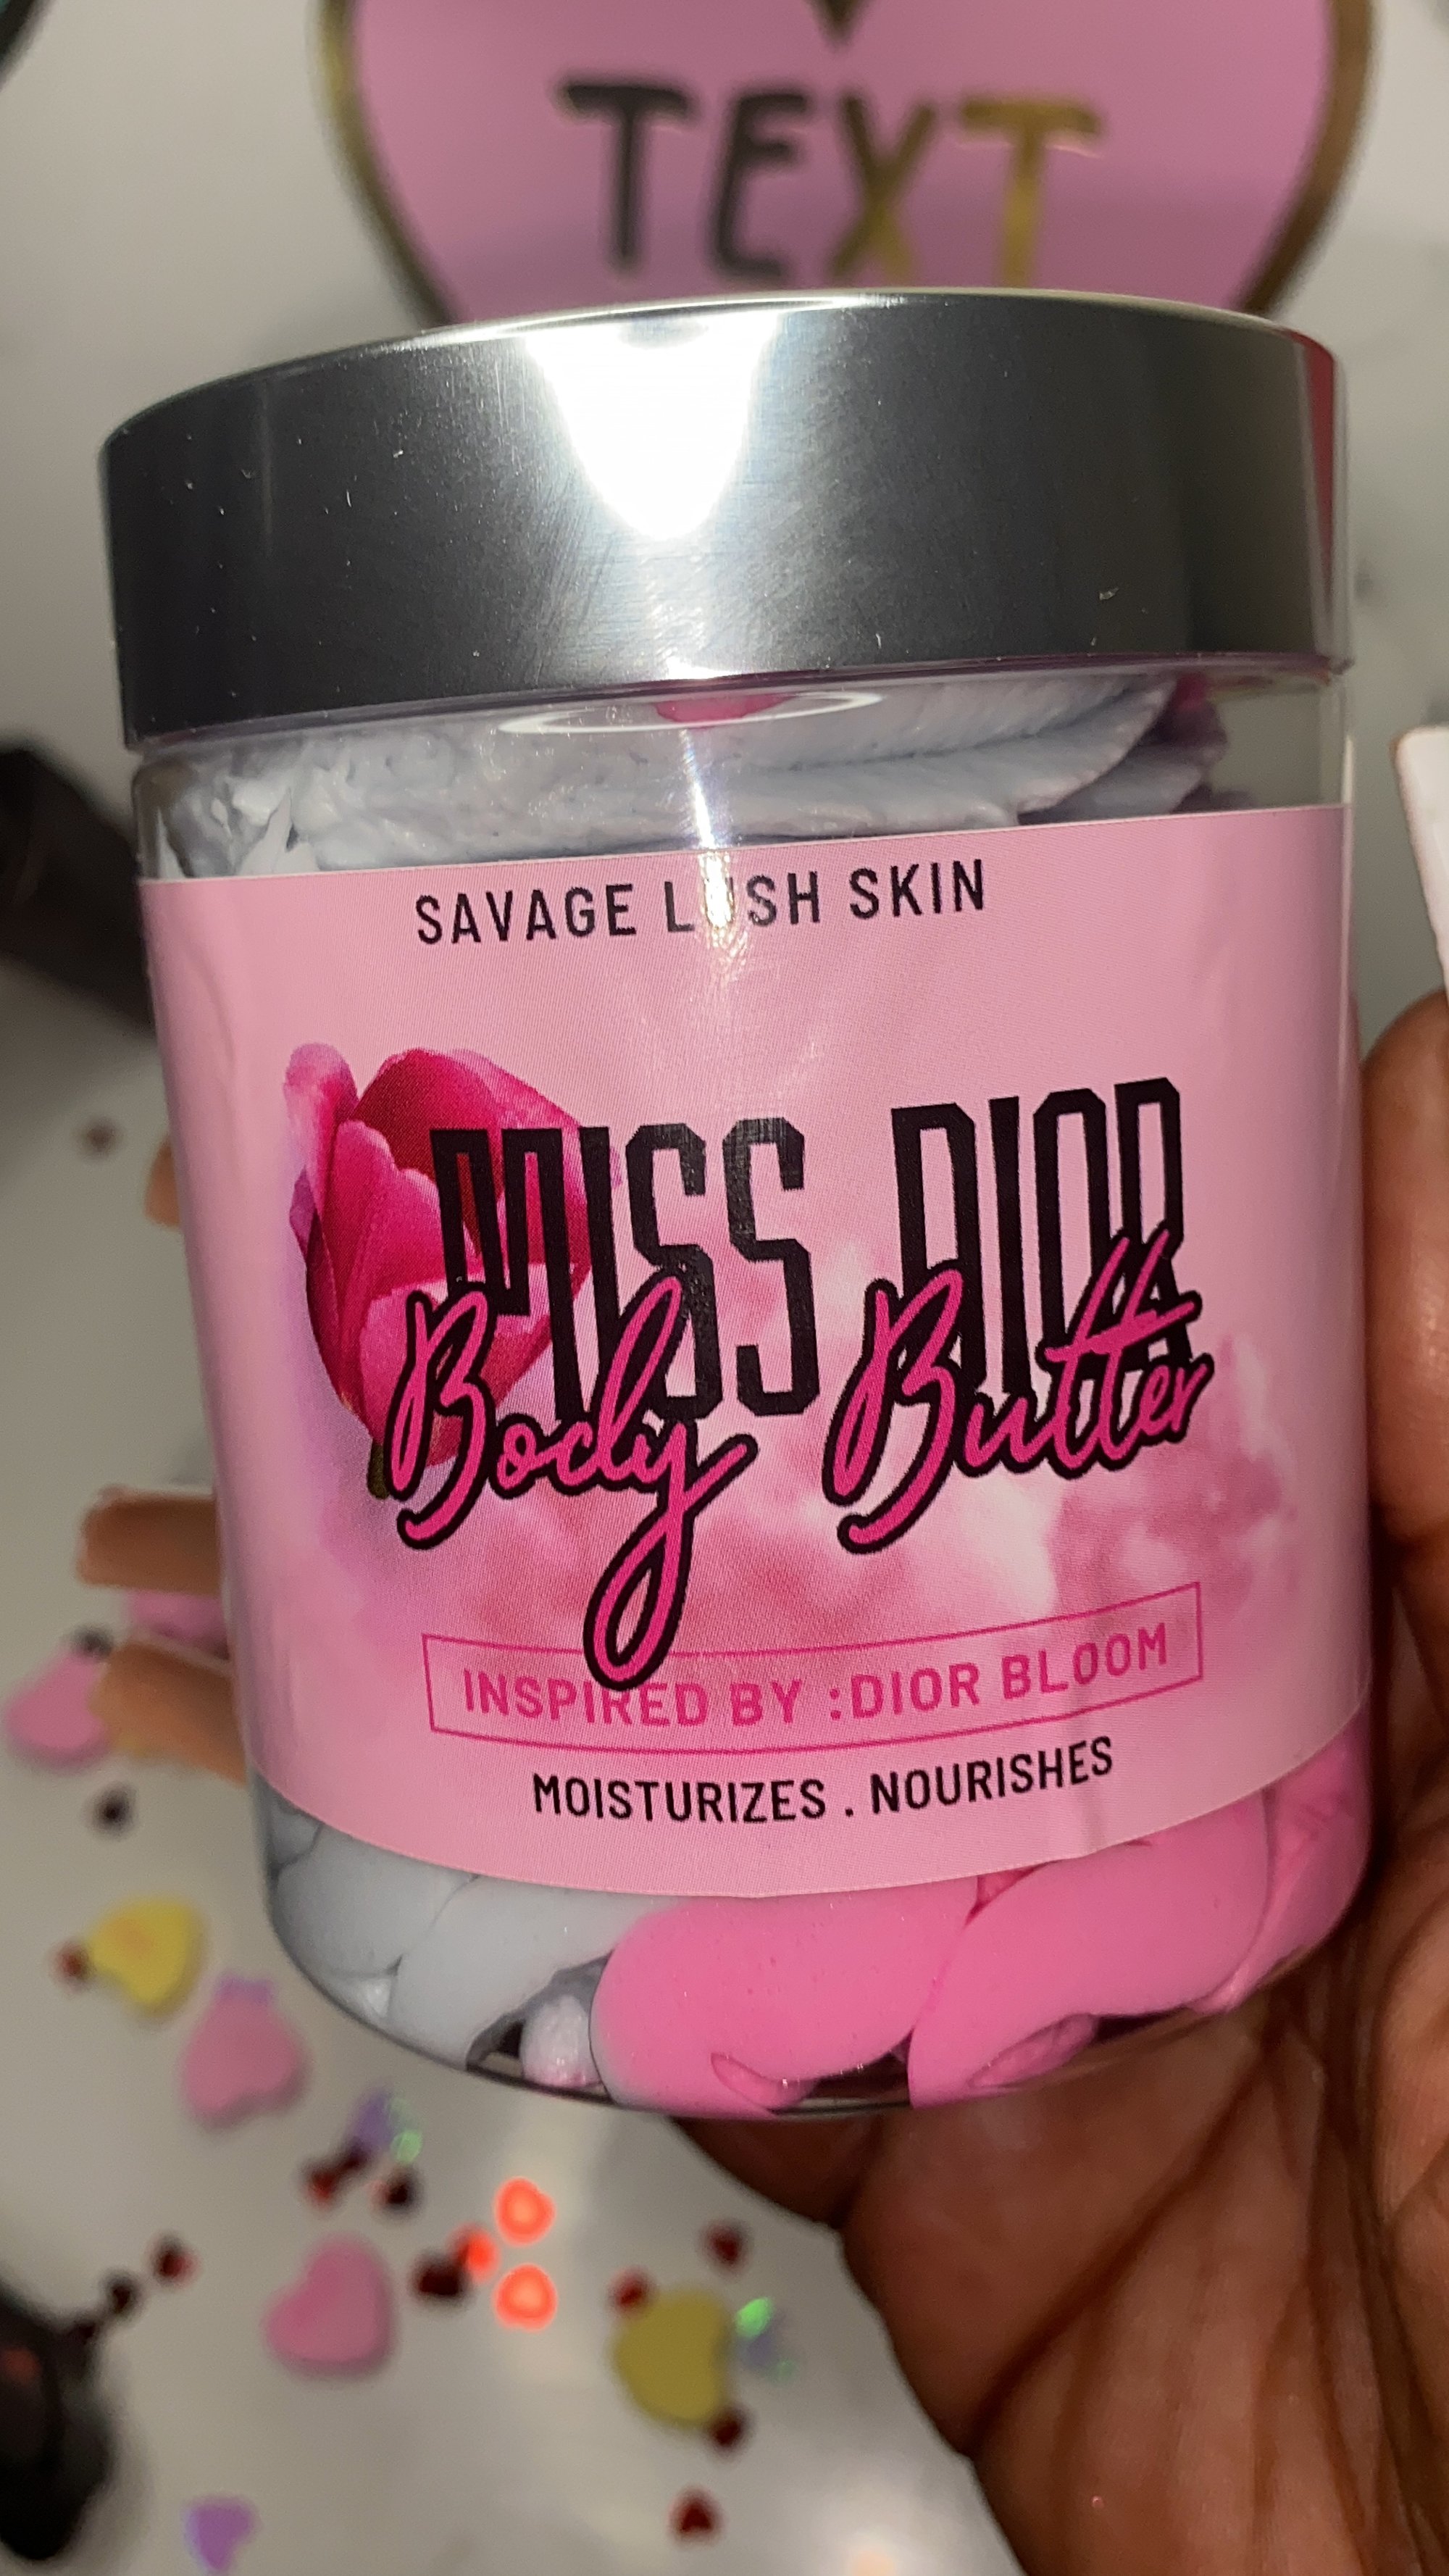 TEXT
SAVAGE LUSH SKIN
MISS DIOR
Body Butter
INSPIRED BY :DIOR BLOOM
MOISTURIZES . NOURISHES